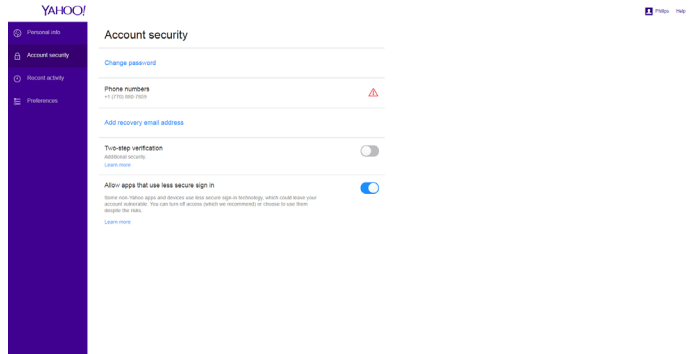 YAHOO!
Phillips Help
Personal info
Account security
Recent activity
Preferences
Account security
Change password
Phone numbers
+1 (770)
Add recovery email address
Two-step verification
Additional security.
Learn more
Allow apps that use less secure sign in
Some non-Yahoo apps and devices use less secure sign-in technology, which could leave your
account vulnerable. You can turn off access (which we recommend) or choose to use them
despite the risks.
Learn more